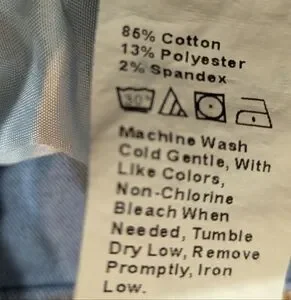 85% Cotton
13% Polyester
2% Spandex
30°
Machine Wash
Cold Gentle, With
Like Colors,
Non-Chlorine
Bleach When
Needed, Tumble
Dry Low, Remove
Promptly, Iron
Low.